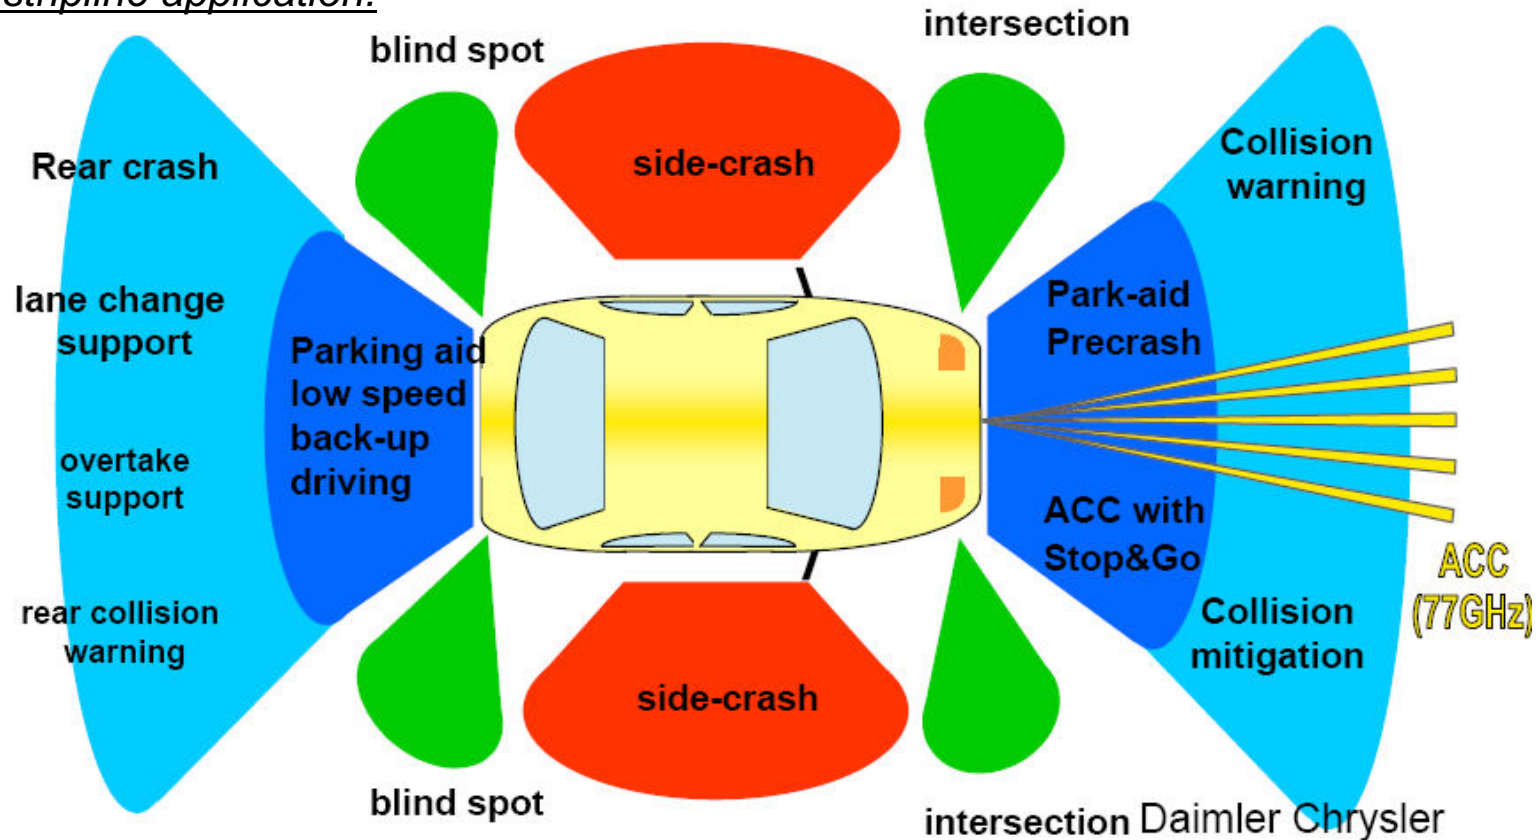 stripline application:
blind spot
intersection
side-crash
Rear crash
Collision
warning
lane change
support
Park-aid
Precrash
Parking aid
low speed
back-up
driving
overtake
support
ACC with
Stop&Go
ACC
(77GHz)
rear collision
warning
Collision
mitigation
side-crash
blind spot
intersection Daimler Chrysler